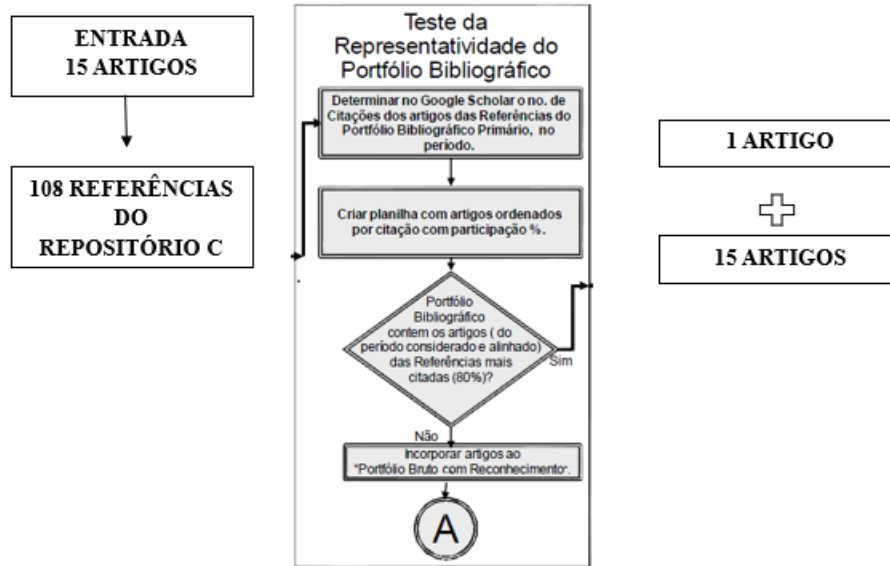 ENTRADA
15 ARTIGOS
108 REFERÊNCIAS
DO
REPOSITÓRIO C
Teste da
Representatividade do
Portfólio Bibliográfico
Determinar no Google Scholar o no. de
Citações dos artigos das Referências do
Portfólio Bibliográfico Primário, no
período.
Criar planilha com artigos ordenados
por citação com participação %.
Portfólio
Bibliográfico
contem os artigos ( do
período considerado e alinhado)
das Referências mais
citadas (80%)?
Sim
Não
Incorporar artigos ao
"Portfólio Bruto com Reconhecimento".
A
1 ARTIGO
15 ARTIGOS